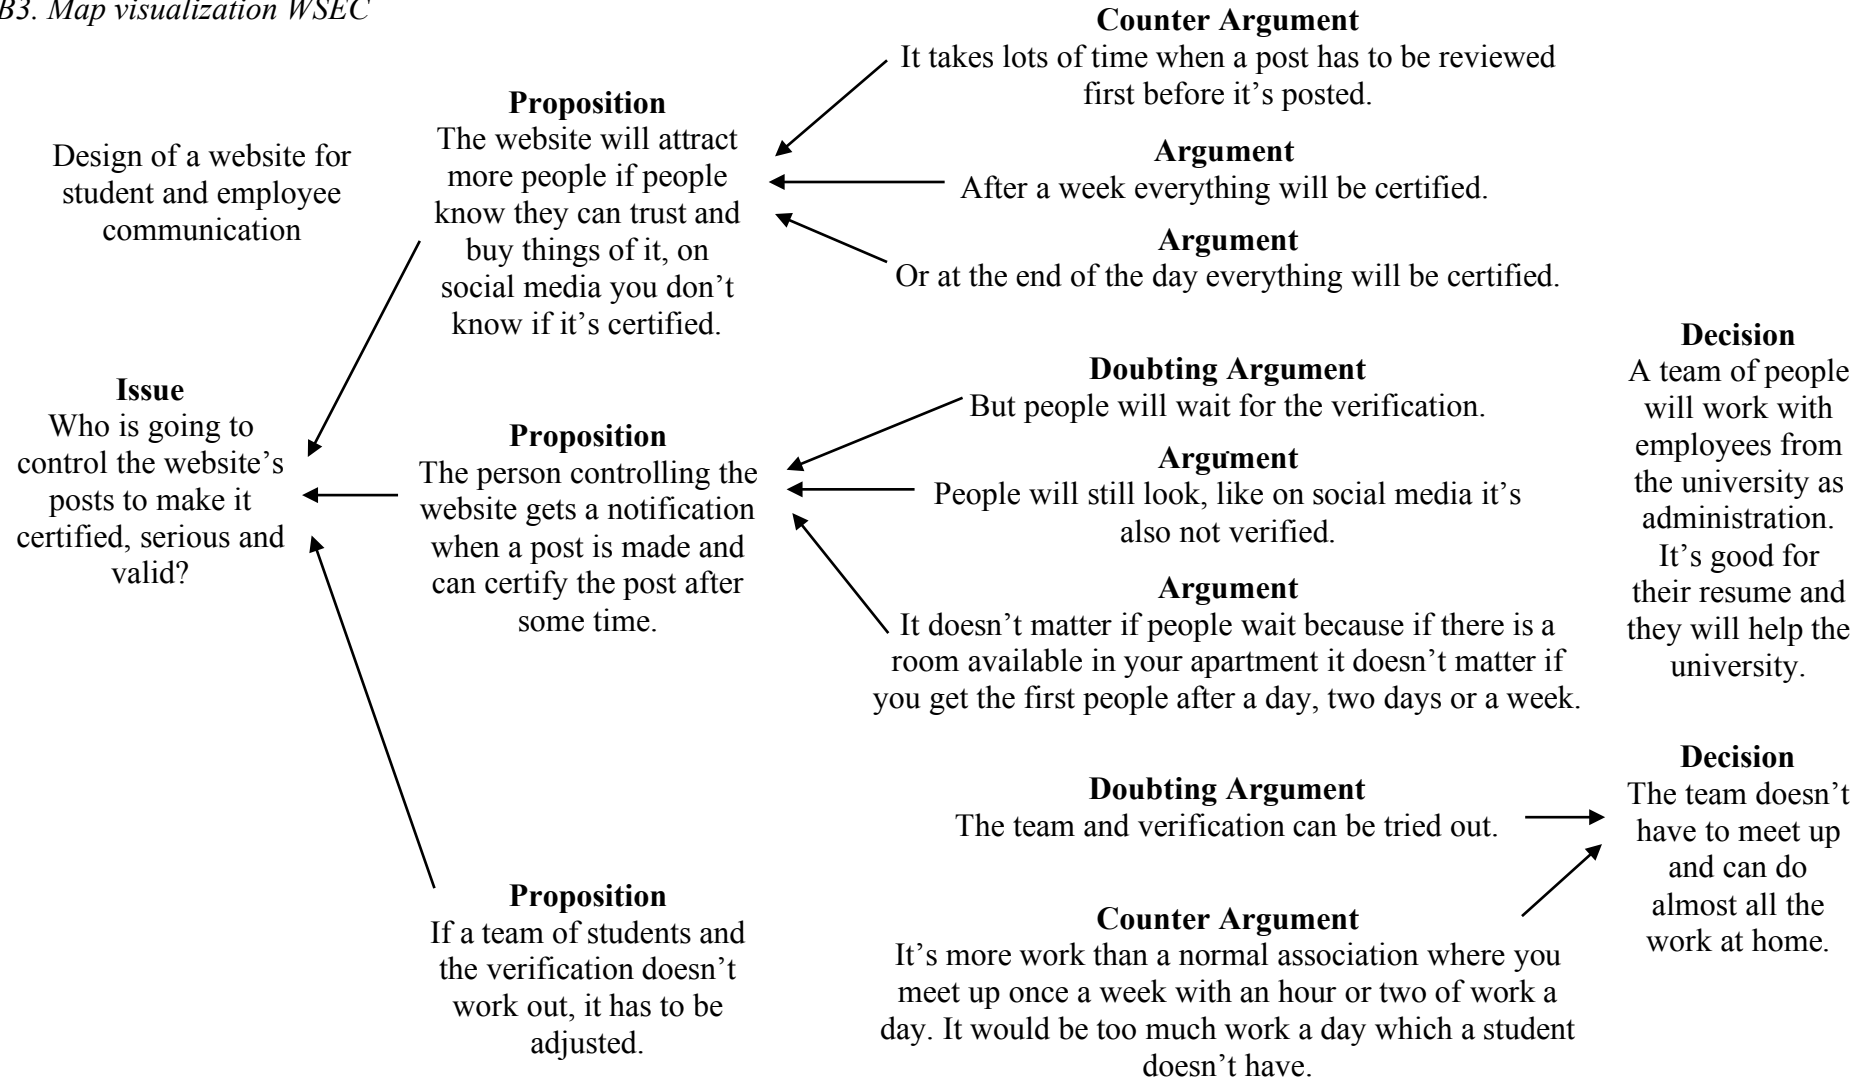 B3. Map visualization WSEC
Design of a website for
student and employee
communication
Issue
Who is going to
control the website's
posts to make it
certified, serious and
valid?
Proposition
The website will attract
more people if people
know they can trust and
buy things of it, on
social media you don’t
know if it’s certified.
Proposition
The person controlling the
website gets a notification
when a post is made and
can certify the post after
some time.
Proposition
If a team of students and
the verification doesn’t
work out, it has to be
adjusted.
Counter Argument
It takes lots of time when a post has to be reviewed
first before it’s posted.
Argument
After a week everything will be certified.
Argument
Or at the end of the day everything will be certified.
Doubting Argument
But people will wait for the verification.
Argument
People will still look, like on social media it’s
also not verified.
Argument
It doesn’t matter if people wait because if there is a
room available in your apartment it doesn’t matter if
you get the first people after a day, two days or a week.
Doubting Argument
The team and verification can be tried out.
Counter Argument
It’s more work than a normal association where you
meet up once a week with an hour or two of work a
day. It would be too much work a day which a student
doesn’t have.
Decision
A team of people
will work with
employees from
the university as
administration.
It’s good for
their resume and
they will help the
university.
Decision
The team doesn’t
have to meet up
and can do
almost all the
work at home.